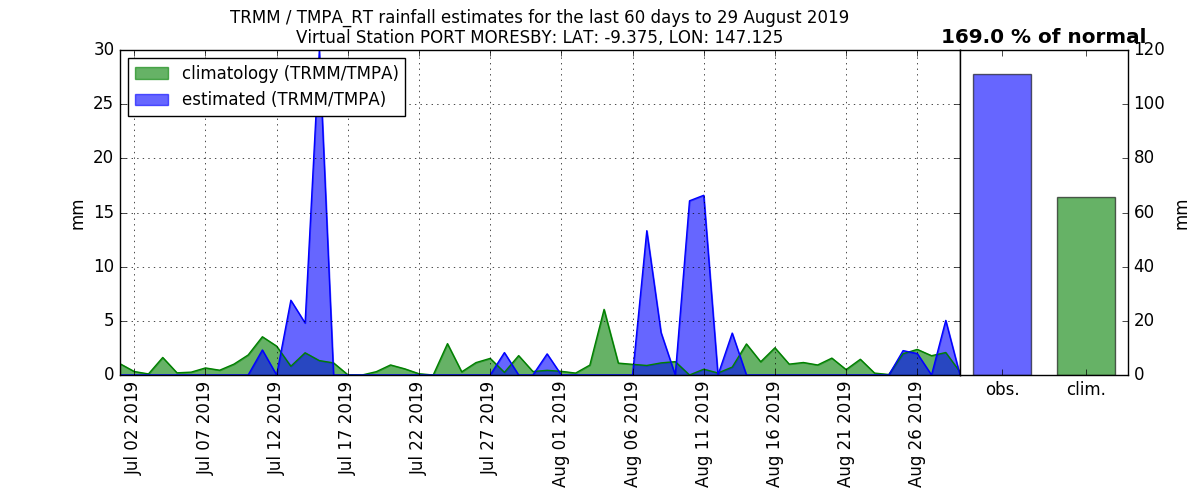 TRMM / TMPA_RT rainfall estimates for the last 60 days to 29 August 2019
Virtual Station PORT MORESBY: LAT: -9.375, LON: 147.125
169.0 % of normal
climatology (TRMM/TMPA)
estimated (TRMM/TMPA)
30
25
20
15
10
5
0
mm
120
100
80
60
40
20
0
mm
Jul 02 2019
Jul 07 2019
Jul 12 2019
Jul 17 2019
Jul 22 2019
Jul 27 2019
Aug 01 2019
Aug 06 2019
Aug 11 2019
Aug 16 2019
Aug 21 2019
Aug 26 2019
obs.
clim.